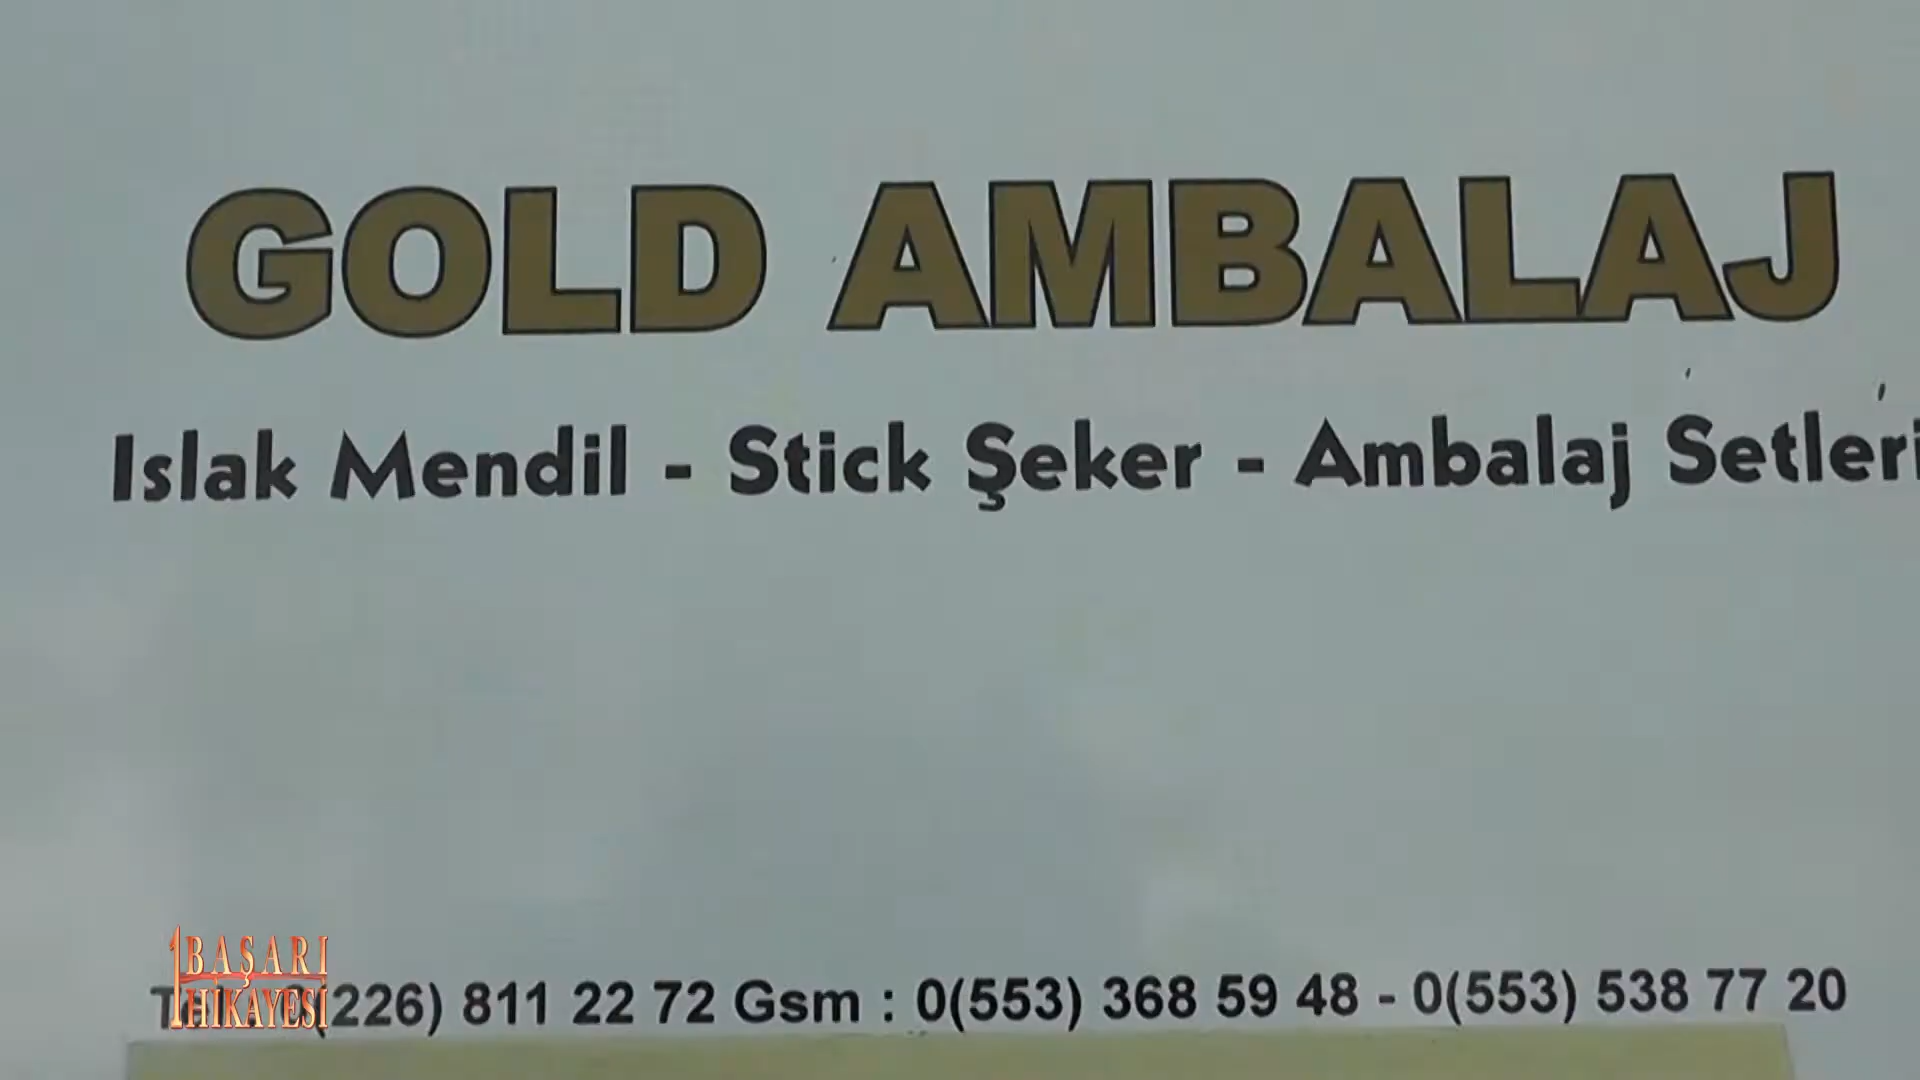 GOLD AMBALAJ
Islak Mendil - Stick Şeker - Ambalaj Setleri
1 BAŞARI
HİKAYESİ
(226) 811 22 72 Gsm : 0(553) 368 59 48 - 0(553) 538 77 20